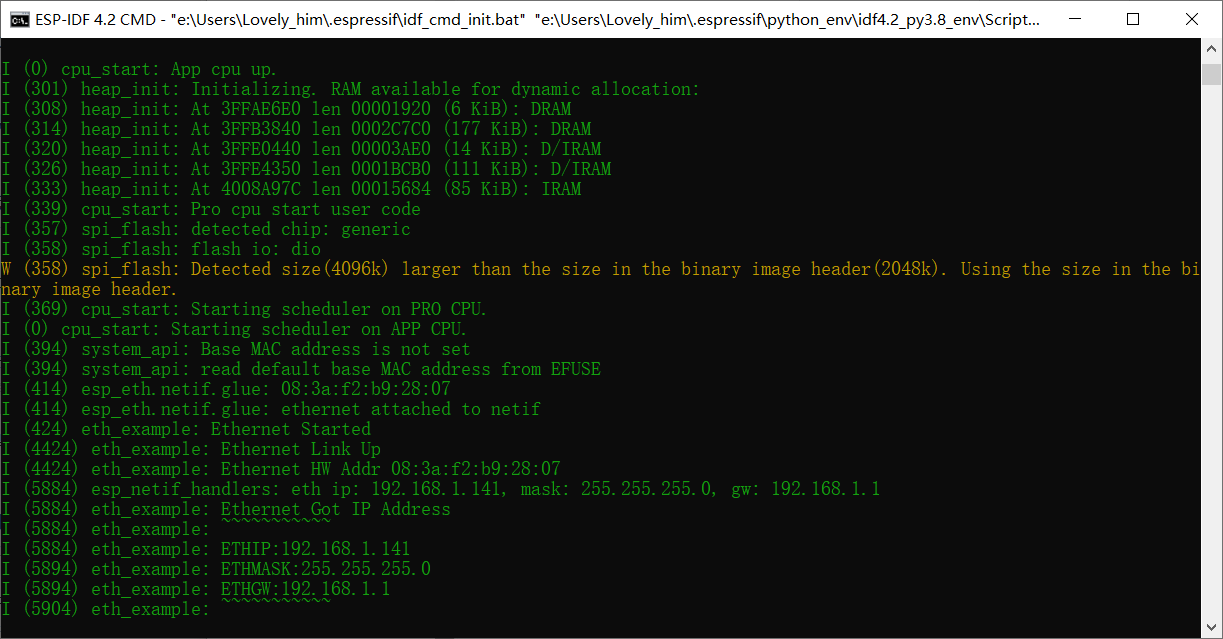 ESP-IDF 4.2 CMD - "e:\Users\Lovely_him\.espressif\idf_cmd_init.bat"  "e:\Users\Lovely_him\.espressif\python_env\idf4.2_py3.8_env\Script...
I (0) cpu_start: App cpu up.
I (301) heap_init: Initializing. RAM available for dynamic allocation:
I (308) heap_init: At 3FFAE6E0 len 00001920 (6 KiB): DRAM
I (314) heap_init: At 3FFB3840 len 0002C7C0 (177 KiB): DRAM
I (320) heap_init: At 3FFE0440 len 00003AE0 (14 KiB): D/IRAM
I (326) heap_init: At 3FFE4350 len 0001BCB0 (111 KiB): D/IRAM
I (333) heap_init: At 4008A97C len 00015684 (85 KiB): IRAM
I (339) cpu_start: Pro cpu start user code
I (357) spi_flash: detected chip: generic
I (358) spi_flash: flash io: dio
W (358) spi_flash: Detected size(4096k) larger than the size in the binary image header(2048k). Using the size in the bi
nary image header.
I (369) cpu_start: Starting scheduler on PRO CPU.
I (0) cpu_start: Starting scheduler on APP CPU.
I (394) system_api: Base MAC address is not set
I (394) system_api: read default base MAC address from EFUSE
I (414) esp_eth.netif.glue: 08:3a:f2:b9:28:07
I (414) esp_eth.netif.glue: ethernet attached to netif
I (424) eth_example: Ethernet Started
I (4424) eth_example: Ethernet Link Up
I (4424) eth_example: Ethernet HW Addr 08:3a:f2:b9:28:07
I (5884) esp_netif_handlers: eth ip: 192.168.1.141, mask: 255.255.255.0, gw: 192.168.1.1
I (5884) eth_example: Ethernet Got IP Address
I (5884) eth_example: ~~~~~~~~~~~
I (5884) eth_example: ETHIP:192.168.1.141
I (5894) eth_example: ETHMASK:255.255.255.0
I (5894) eth_example: ETHGW:192.168.1.1
I (5904) eth_example: ~~~~~~~~~~~